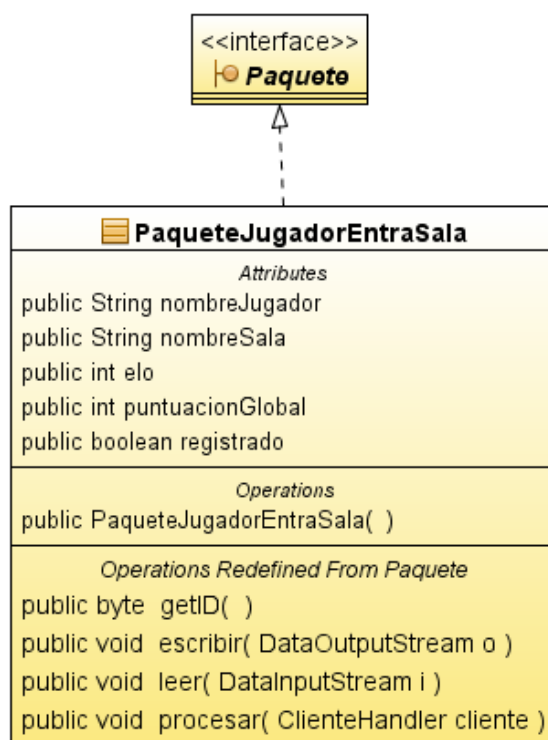 <<interface>>
Paquete
PaqueteJugadorEntraSala
Attributes
public String nombreJugador
public String nombreSala
public int elo
public int puntuacionGlobal
public boolean registrado
Operations
public PaqueteJugadorEntraSala( )
Operations Redefined From Paquete
public byte getID( )
public void escribir( DataOutputStream o )
public void leer( DataInputStream i )
public void procesar( ClienteHandler cliente )